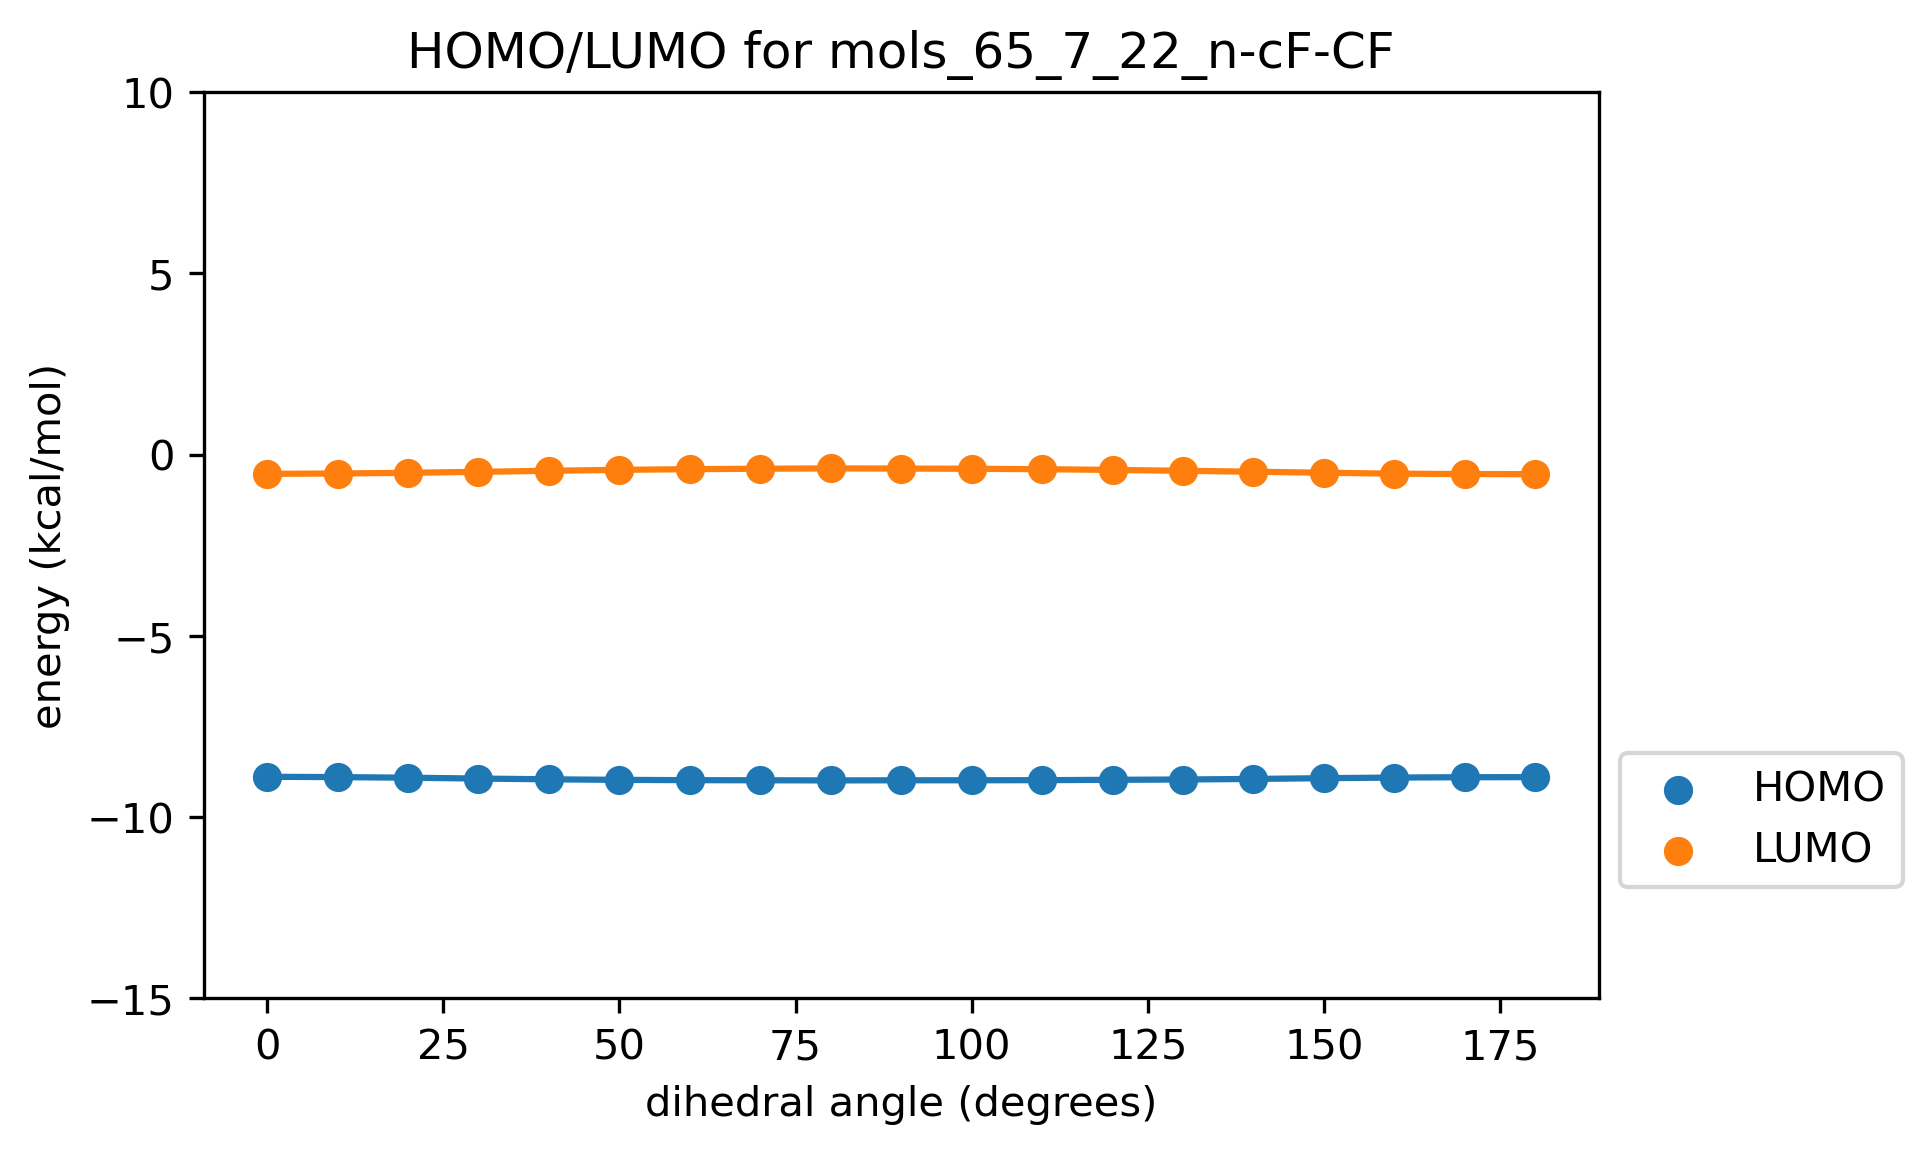 HOMO/LUMO for mols_65_7_22_n-cF-CF
10
5
0
−5
−10
−15
energy (kcal/mol)
0 25 50 75 100 125 150 175
dihedral angle (degrees)
HOMO
LUMO